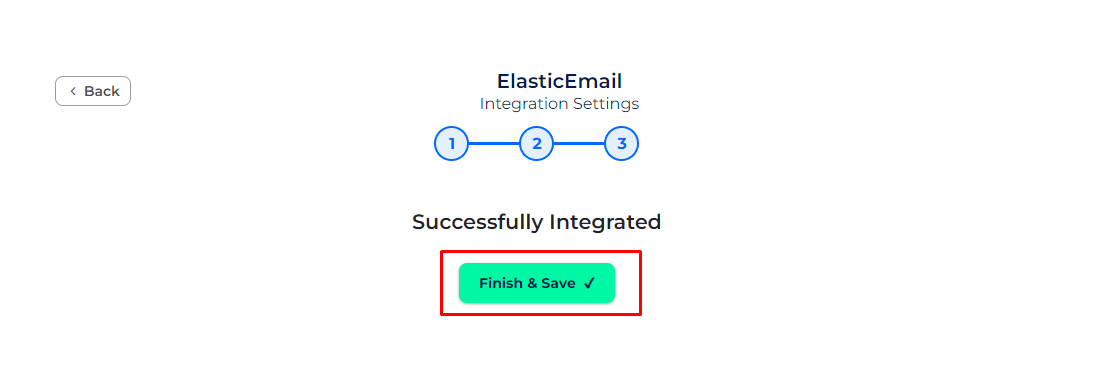 Back
ElasticEmail
Integration Settings
1 2 3
Successfully Integrated
Finish & Save ✓